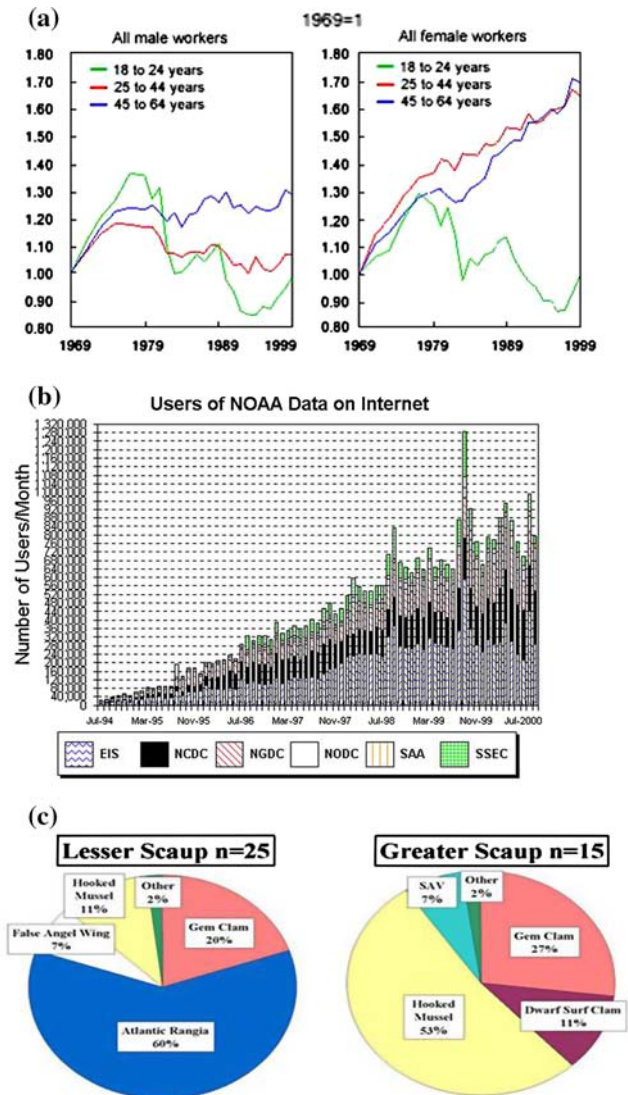 (a)
1969=1
All male workers
All female workers
18 to 24 years
25 to 44 years
45 to 64 years
18 to 24 years
25 to 44 years
45 to 64 years
1.80
1.70
1.60
1.50
1.40
1.30
1.20
1.10
1.00
0.90
0.80
1969
1979
1989
1999
1.80
1.70
1.60
1.50
1.40
1.30
1.20
1.10
1.00
0.90
0.80
1969
1979
1989
1999
(b)
Users of NOAA Data on Internet
Number of Users/Month
40,000
Jul-94
Mar-95
Nov-95
Jul-96
Mar-97
Nov-97
Jul-98
Mar-99
Nov-99
Jul-2000
EIS
NCDC
NGDC
NODC
SAA
SSEC
(c)
Lesser Scaup n=25
Hooked
Mussel
11%
Other
2%
Gem Clam
20%
False Angel Wing
7%
Atlantic Rangia
60%
Greater Scaup n=15
SAV
7%
Other
2%
Gem Clam
27%
Hooked
Mussel
53%
Dwarf Surf Clam
11%